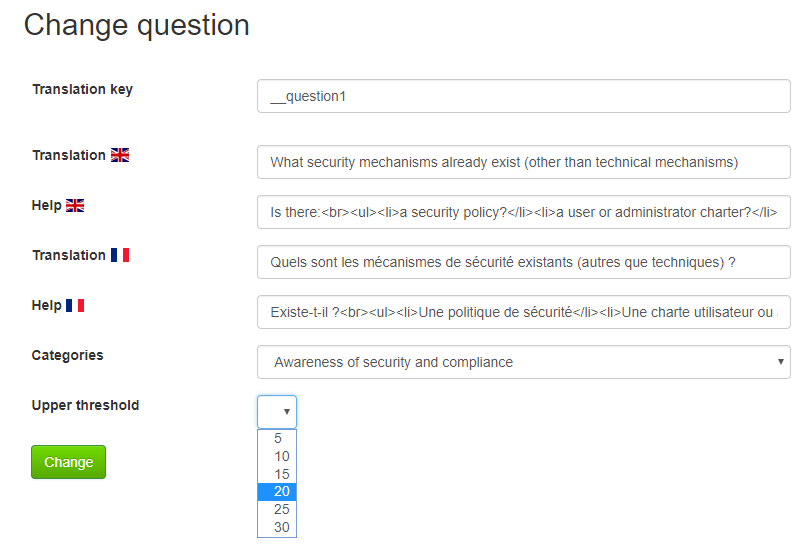 Change question
Translation key
__question1
Translation
What security mechanisms already exist (other than technical mechanisms)
Help
Is there:<br><ul><li>a security policy?</li><li>a user or administrator charter?</li>
Translation
Quels sont les mécanismes de sécurité existants (autres que techniques) ?
Help
Existe-t-il ?<br><ul><li>Une politique de sécurité</li><li>Une charte utilisateur ou
Categories
Awareness of security and compliance
Upper threshold
5
10
15
20
25
30
Change